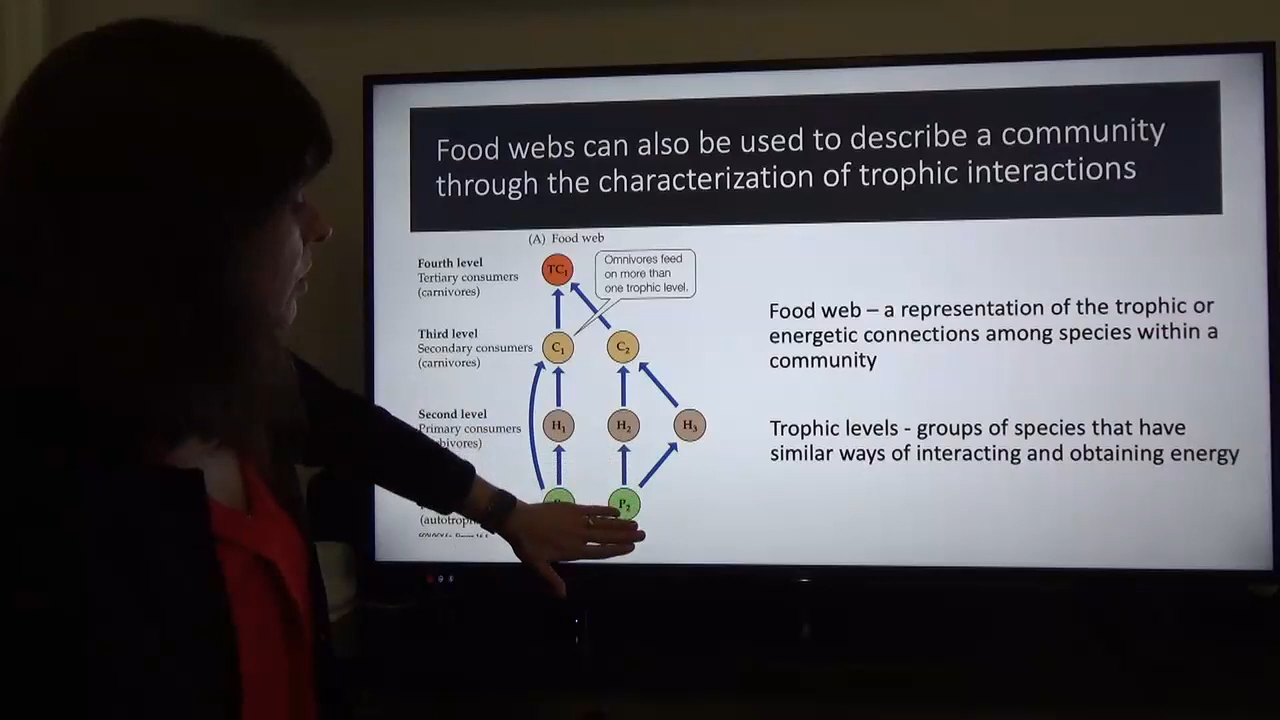 Food webs can also be used to describe a community
through the characterization of trophic interactions
(A) Food web
Fourth level
Tertiary consumers
(carnivores)
TC₁
Omnivores feed
on more than
one trophic level.
Third level
Secondary consumers
(carnivores)
C₁
C₂
Second level
Primary consumers
H₁
H₂
H₃
P₂
Food web – a representation of the trophic or
energetic connections among species within a
community
Trophic levels - groups of species that have
similar ways of interacting and obtaining energy